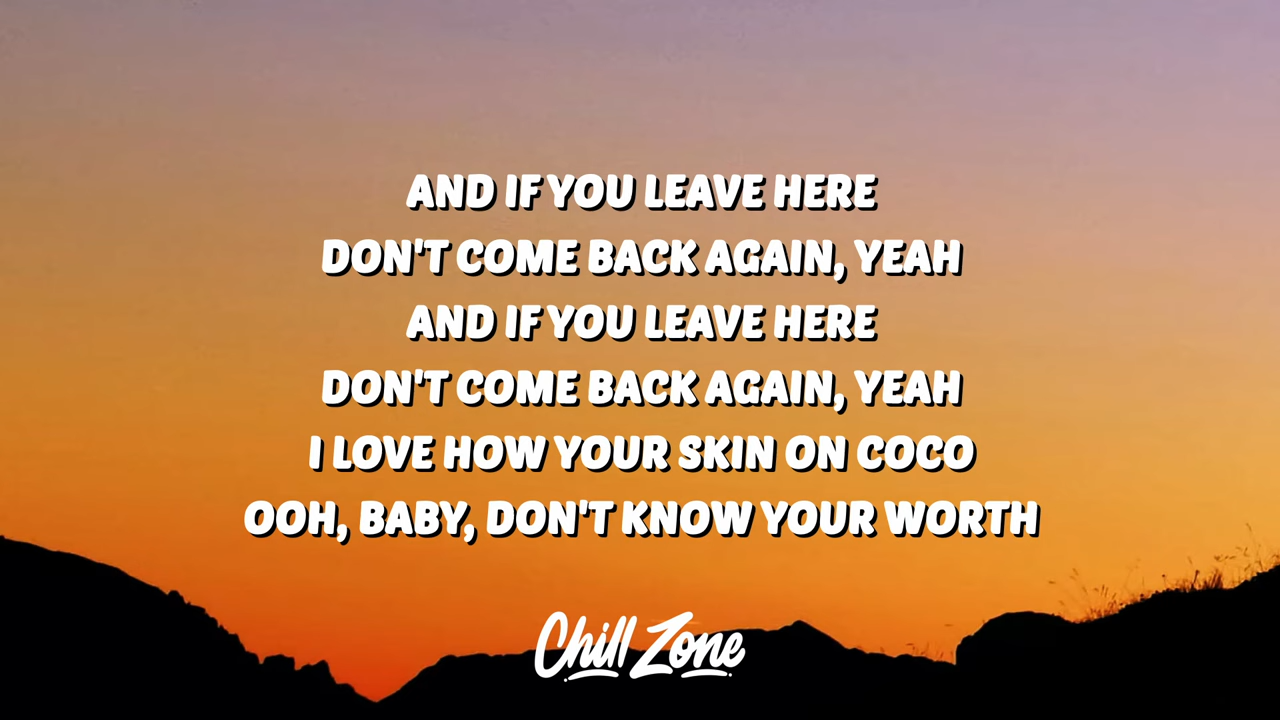 AND IF YOU LEAVE HERE
DON'T COME BACK AGAIN, YEAH
AND IF YOU LEAVE HERE
DON'T COME BACK AGAIN, YEAH
I LOVE HOW YOUR SKIN ON COCO
OOH, BABY, DON'T KNOW YOUR WORTH
Chill Zone